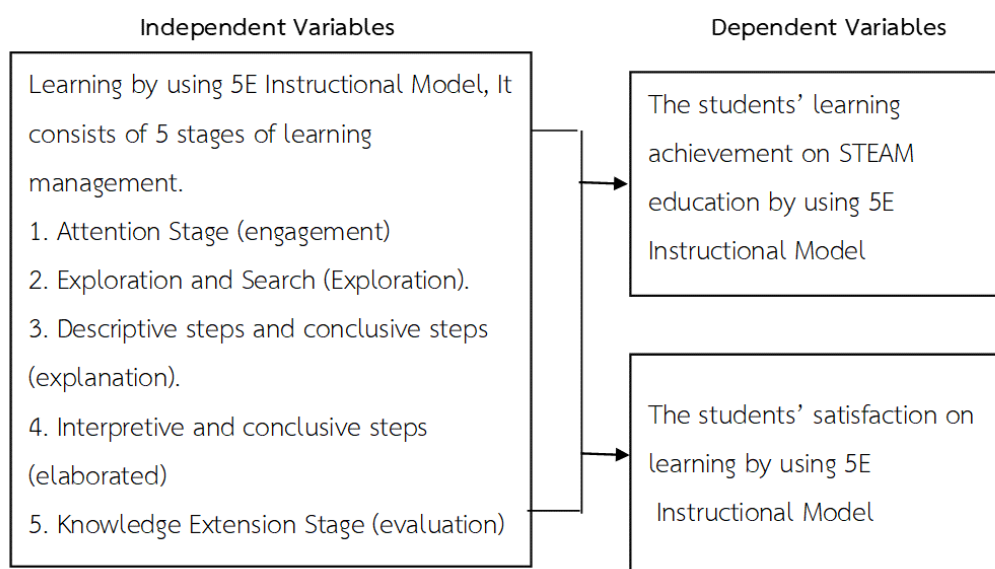 Independent Variables
Learning by using 5E Instructional Model, It
consists of 5 stages of learning
management.
1. Attention Stage (engagement)
2. Exploration and Search (Exploration).
3. Descriptive steps and conclusive steps
(explanation).
4. Interpretive and conclusive steps
(elaborated)
5. Knowledge Extension Stage (evaluation)
Dependent Variables
The students’ learning
achievement on STEAM
education by using 5E
Instructional Model
The students’ satisfaction on
learning by using 5E
Instructional Model